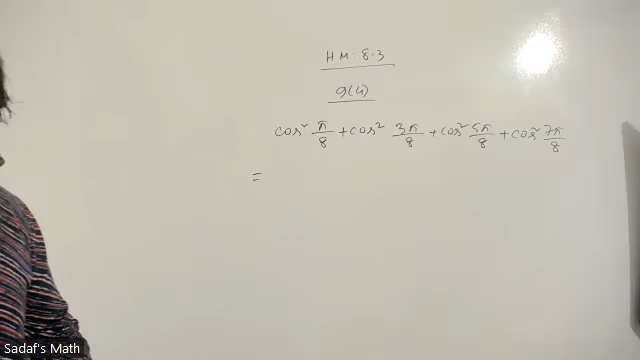 HM 8.3
9(ii)
cos² π/8 + cos² 3π/8 + cos² 5π/8 + cos² 7π/8
=
Sadaf's Math